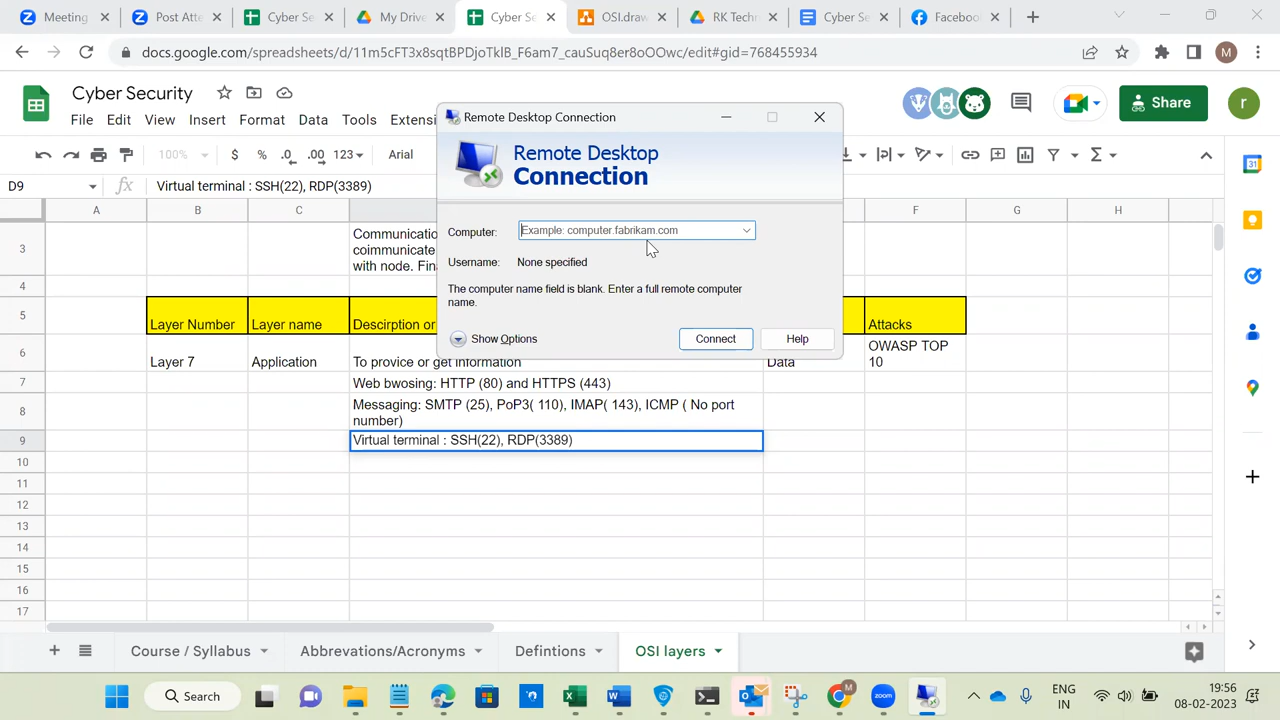 Meeting
Post Atte
Cyber Se
My Drive
Cyber Se
OSI.draw
RK Techn
Cyber Se
Facebook
docs.google.com/spreadsheets/d/11m5cFT3x8sqtBPDjoTklB_F6am7_cauSuq8er8oOOwc/edit#gid=768455934
M
Cyber Security
File Edit View Insert Format Data Tools Extensi
Share
r
100% $ % .0 .00 123 Arial
D9
fx
Virtual terminal : SSH(22), RDP(3389)
Remote Desktop Connection
Remote Desktop
Connection
Computer:
Example: computer.fabrikam.com
Username:
None specified
The computer name field is blank. Enter a full remote computer
name.
Show Options
Connect
Help
A B C F G H
3
Communication
coimmunicate
with node. Fina
4
5 Layer Number Layer name Descirption or Attacks
6 Layer 7 Application To provice or get information Data
OWASP TOP
10
7 Web bwosing: HTTP (80) and HTTPS (443)
8 Messaging: SMTP (25), PoP3( 110), IMAP( 143), ICMP ( No port
number)
9 Virtual terminal : SSH(22), RDP(3389)
10
11
12
13
14
15
16
17
31
Course / Syllabus
Abbrevations/Acronyms
Defintions
OSI layers
Search
M
zoom
ENG
IN
19:56
08-02-2023